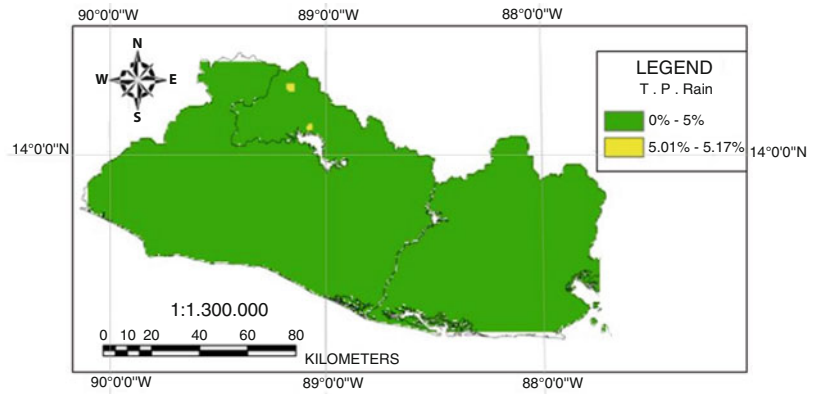 90°0'0"W 89°0'0"W 88°0'0"W
N
W E
S
LEGEND
T . P . Rain
0% - 5%
5.01% - 5.17%
14°0'0"N 14°0'0"N
1:1.300.000
0 10 20 40 60 80
KILOMETERS
90°0'0"W 89°0'0"W 88°0'0"W